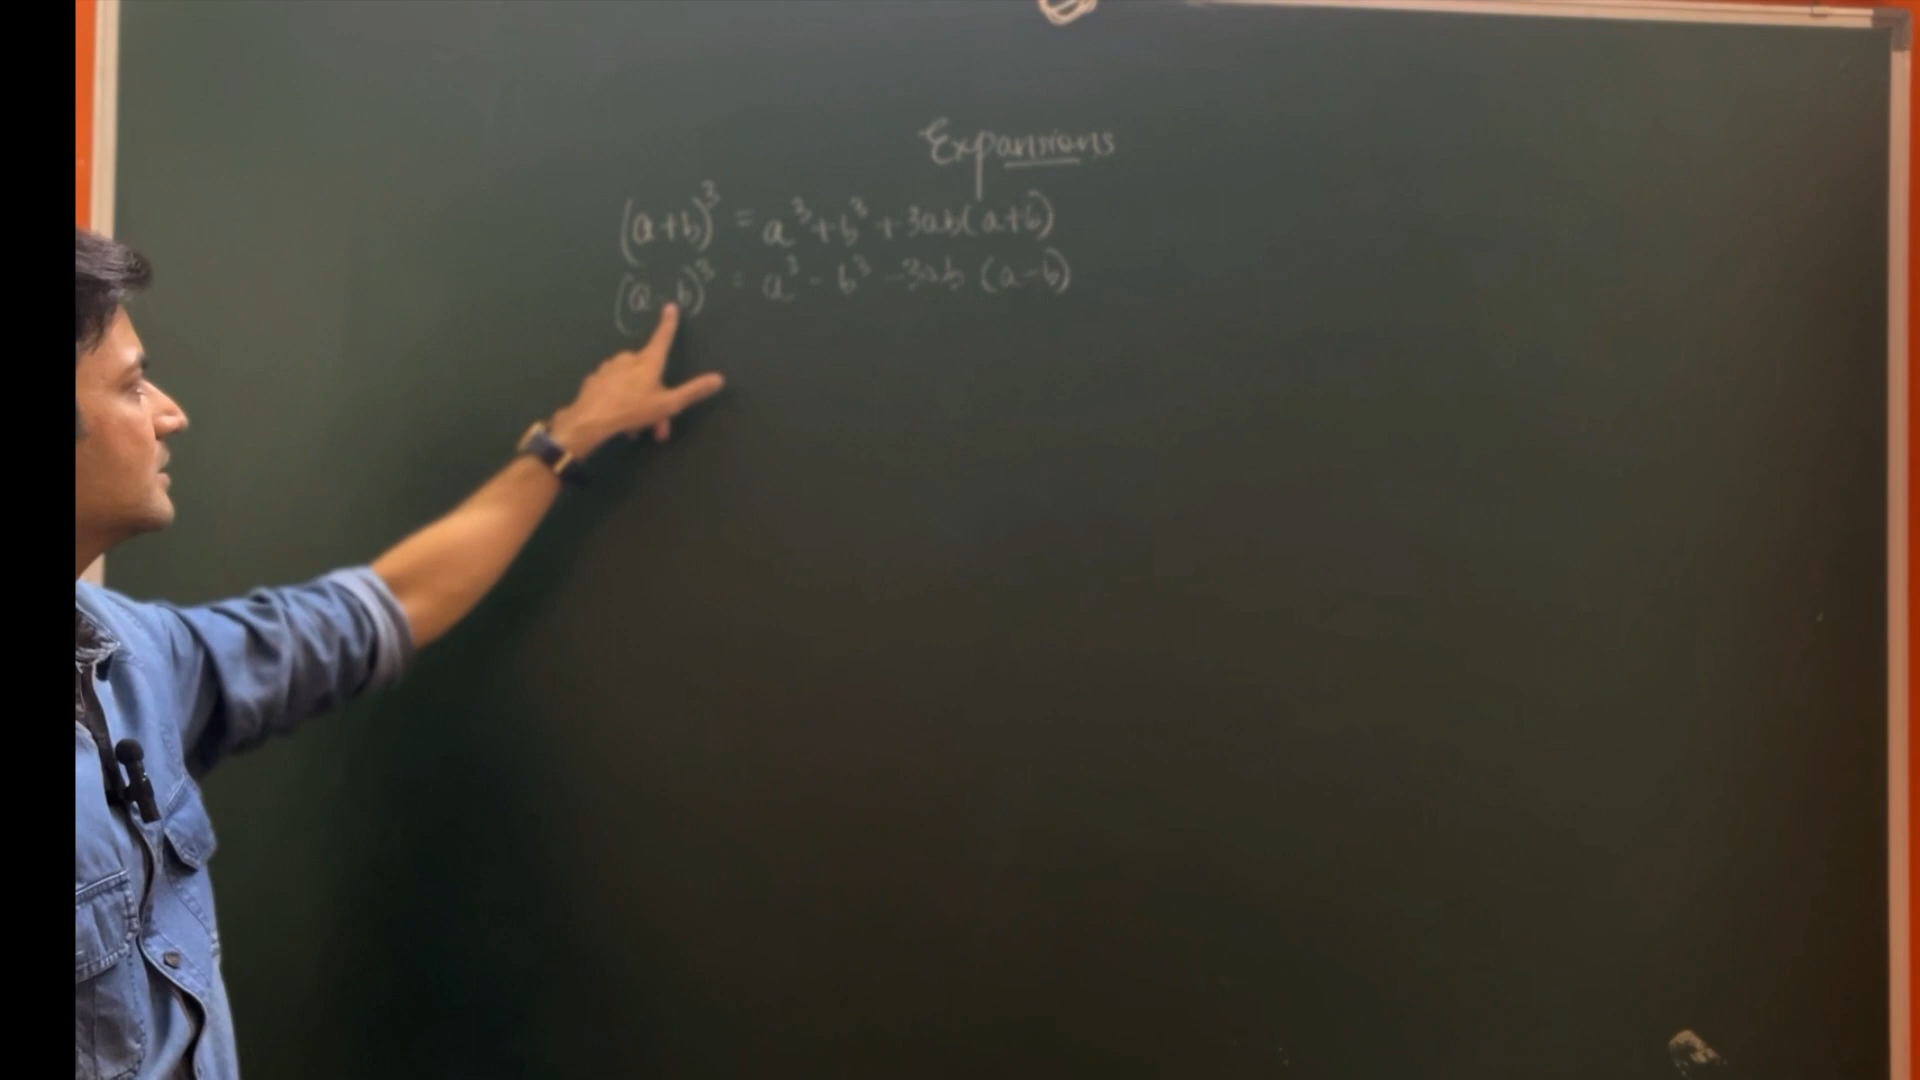 Expansions
(a+b)³ = a³+b³+3ab(a+b)
(a-b)³ = a³-b³-3ab (a-b)